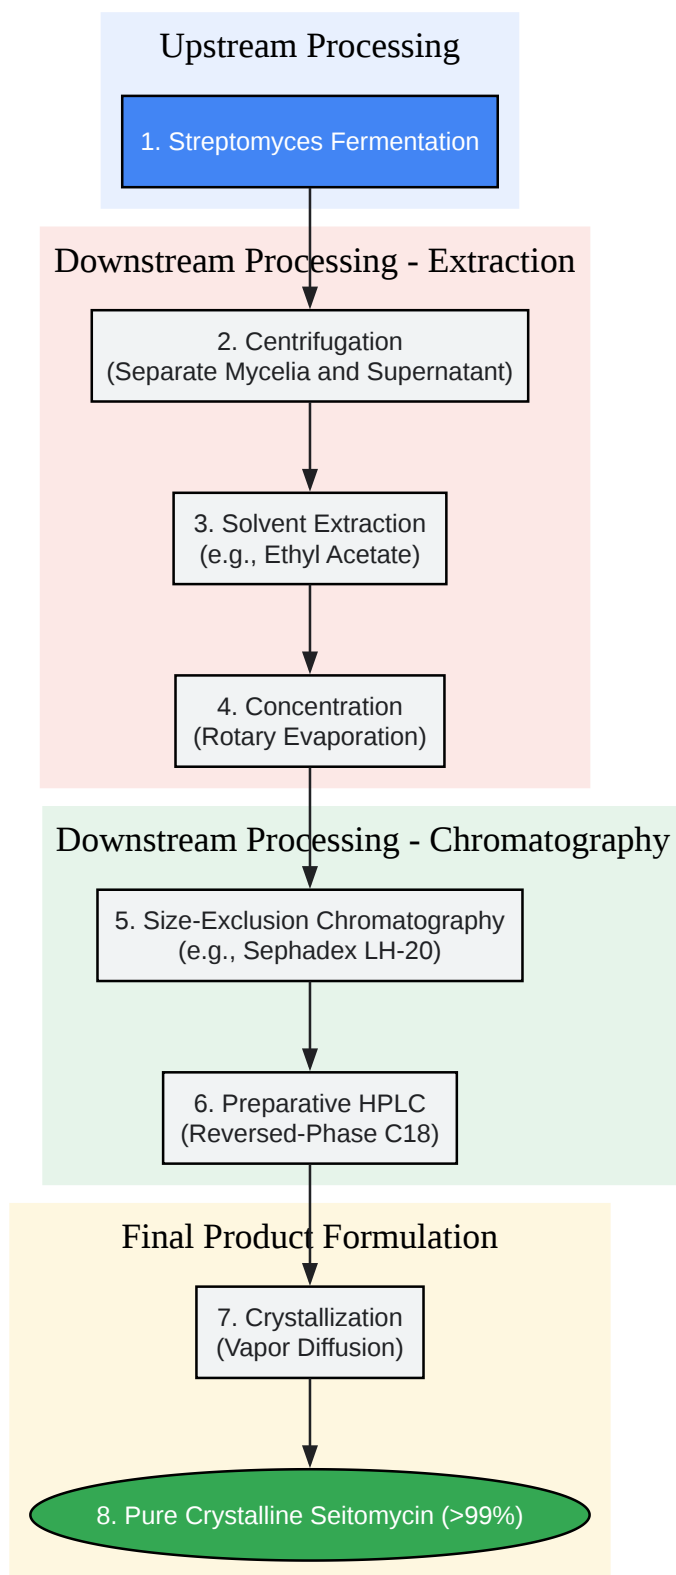 Upstream Processing
1. Streptomyces Fermentation
Downstream Processing - Extraction
2. Centrifugation
(Separate Mycelia and Supernatant)
3. Solvent Extraction
(e.g., Ethyl Acetate)
4. Concentration
(Rotary Evaporation)
Downstream Processing - Chromatography
5. Size-Exclusion Chromatography
(e.g., Sephadex LH-20)
6. Preparative HPLC
(Reversed-Phase C18)
Final Product Formulation
7. Crystallization
(Vapor Diffusion)
8. Pure Crystalline Seitomycin (>99%)